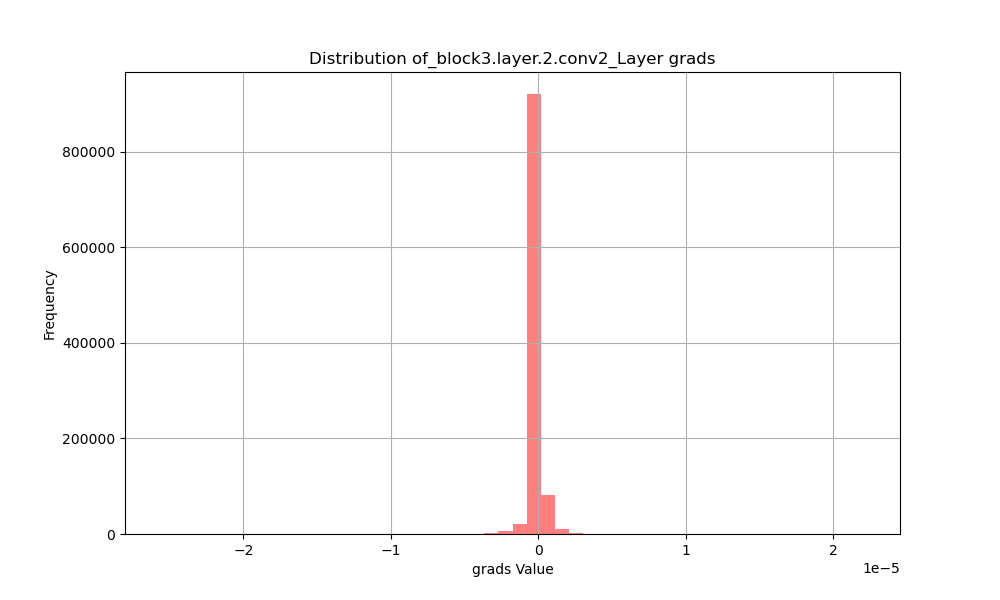 Distribution of_block3.layer.2.conv2_Layer grads
Frequency
800000
600000
400000
200000
0
−2
−1
0
1
2
1e−5
grads Value